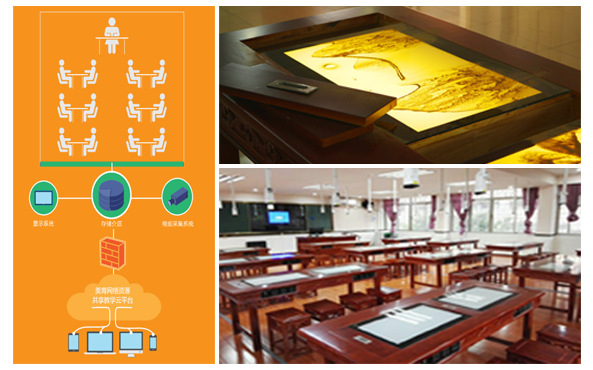 显示系统
存储介质
视频采集系统
教育网络资源
共享教学云平台